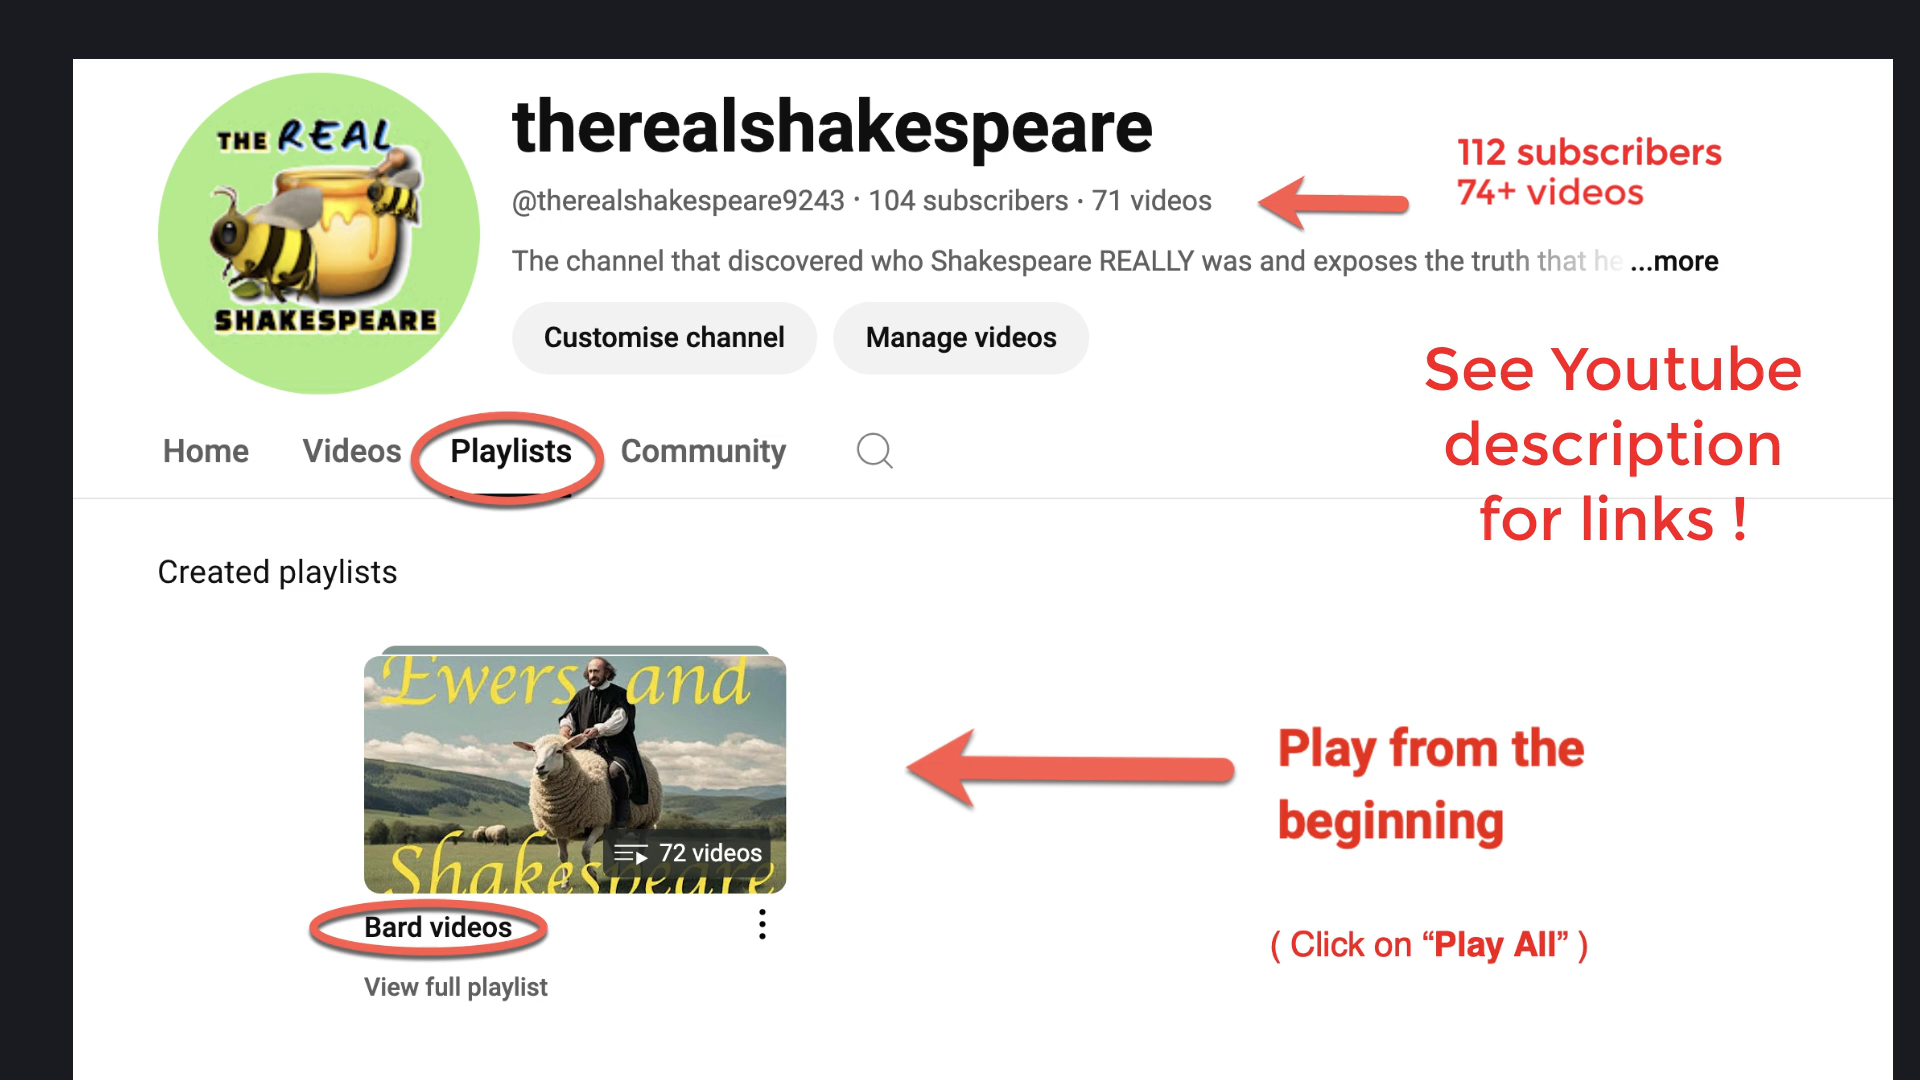 THE REAL
SHAKESPEARE
therealshakespeare
@therealshakespeare9243 · 104 subscribers · 71 videos
112 subscribers
74+ videos
The channel that discovered who Shakespeare REALLY was and exposes the truth that he ...more
Customise channel
Manage videos
See Youtube
description
for links !
Home Videos Playlists Community
Created playlists
Ewers and
Shakespeare
72 videos
Play from the
beginning
Bard videos
( Click on “Play All” )
View full playlist